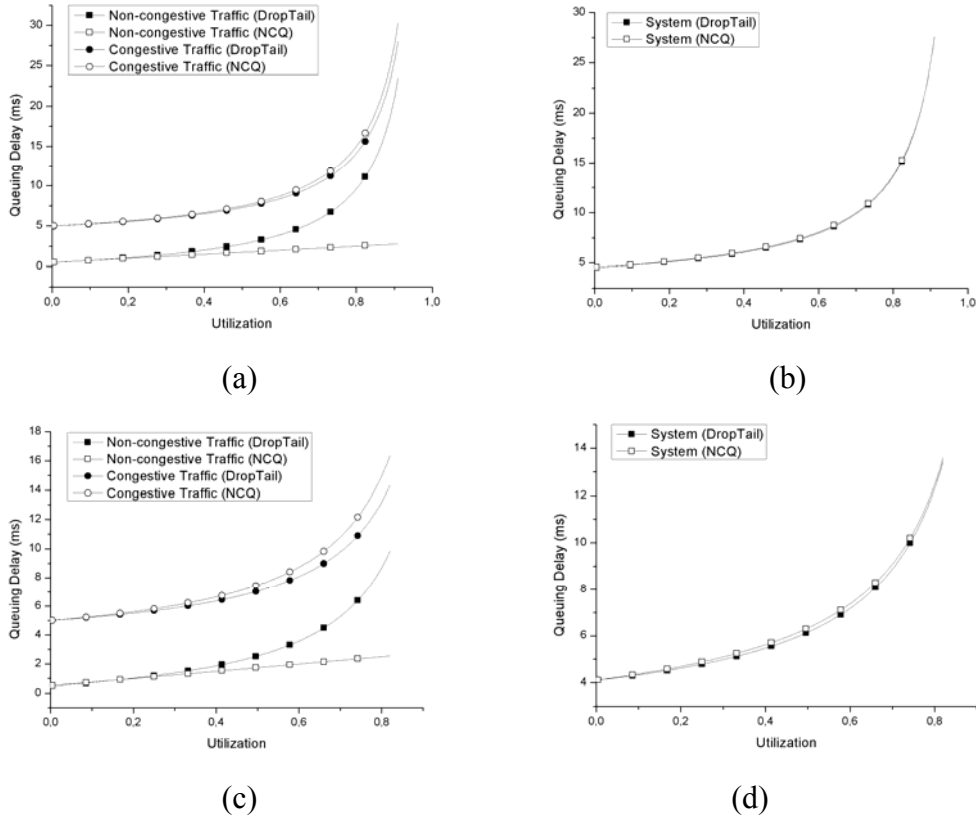 Non-congestive Traffic (DropTail)
Non-congestive Traffic (NCQ)
Congestive Traffic (DropTail)
Congestive Traffic (NCQ)
Queuing Delay (ms)
30
25
20
15
10
5
0
0,0
0,2
0,4
0,6
0,8
1,0
Utilization
(a)
System (DropTail)
System (NCQ)
Queuing Delay (ms)
30
25
20
15
10
5
0,0
0,2
0,4
0,6
0,8
1,0
Utilization
(b)
Non-congestive Traffic (DropTail)
Non-congestive Traffic (NCQ)
Congestive Traffic (DropTail)
Congestive Traffic (NCQ)
Queuing Delay (ms)
18
16
14
12
10
8
6
4
2
0
0,0
0,2
0,4
0,6
0,8
Utilization
(c)
System (DropTail)
System (NCQ)
Queuing Delay (ms)
14
12
10
8
6
4
0,0
0,2
0,4
0,6
0,8
Utilization
(d)